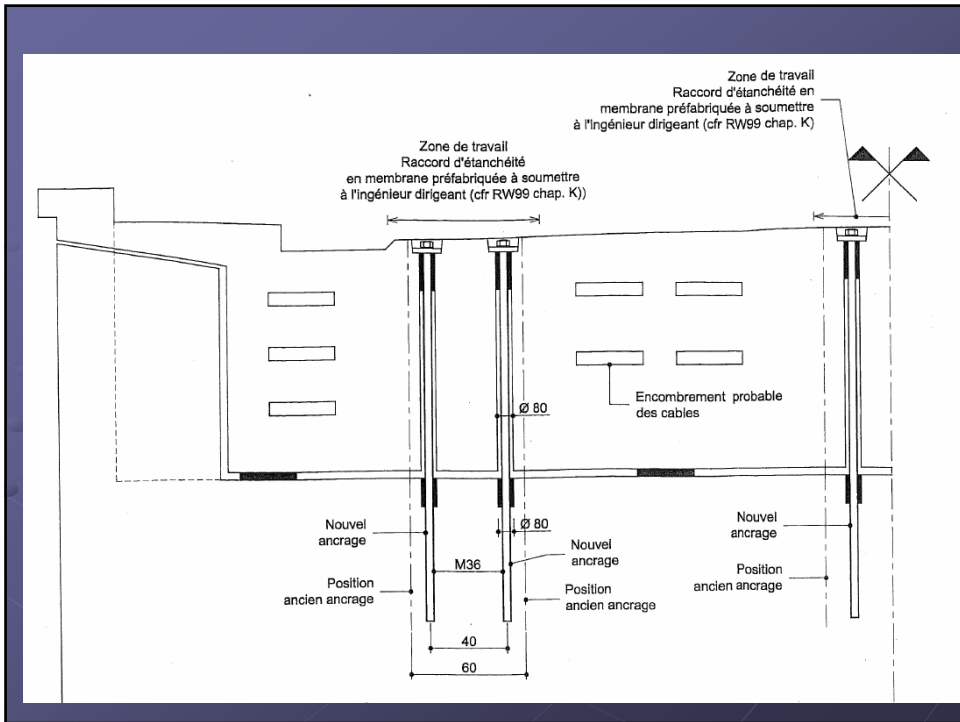 Zone de travail
Raccord d'étanchéité en
membrane préfabriquée à soumettre
à l'ingénieur dirigeant (cfr RW99 chap. K)
Zone de travail
Raccord d'étanchéité
en membrane préfabriquée à soumettre
à l'ingénieur dirigeant (cfr RW99 chap. K))
Encombrement probable
des cables
Ø 80
Ø 80
Nouvel
ancrage
Nouvel
ancrage
Nouvel
ancrage
M36
Position
ancien ancrage
Position
ancien ancrage
Position
ancien ancrage
40
60